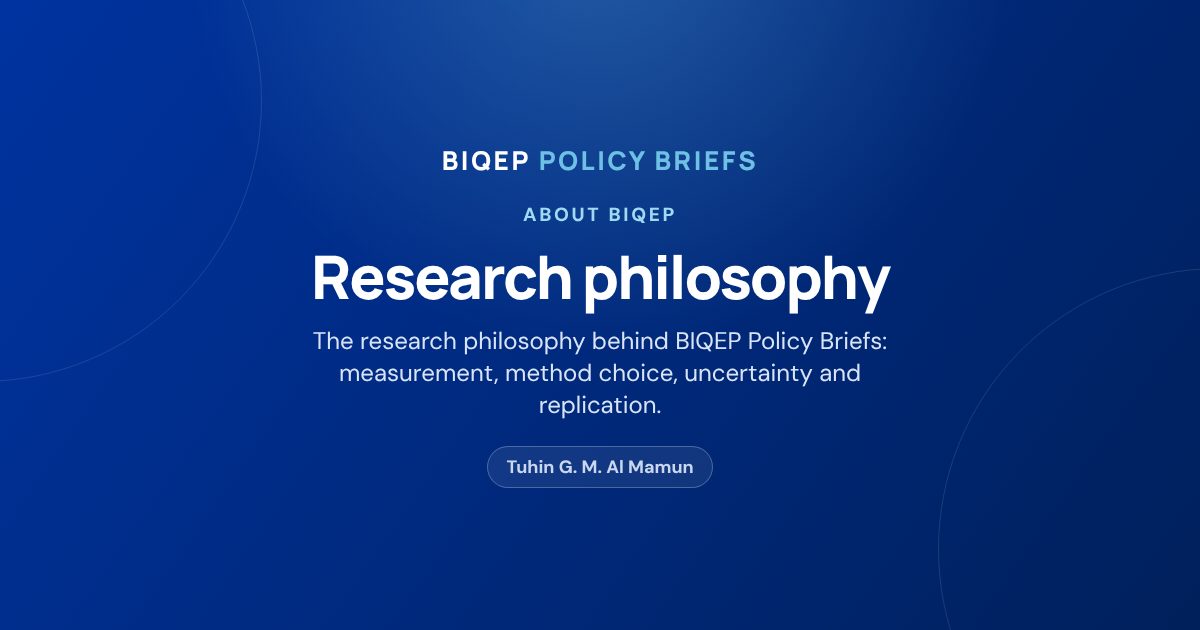 BIQEP POLICY BRIEFS
ABOUT BIQEP
Research philosophy
The research philosophy behind BIQEP Policy Briefs:
measurement, method choice, uncertainty and
replication.
Tuhin G. M. Al Mamun